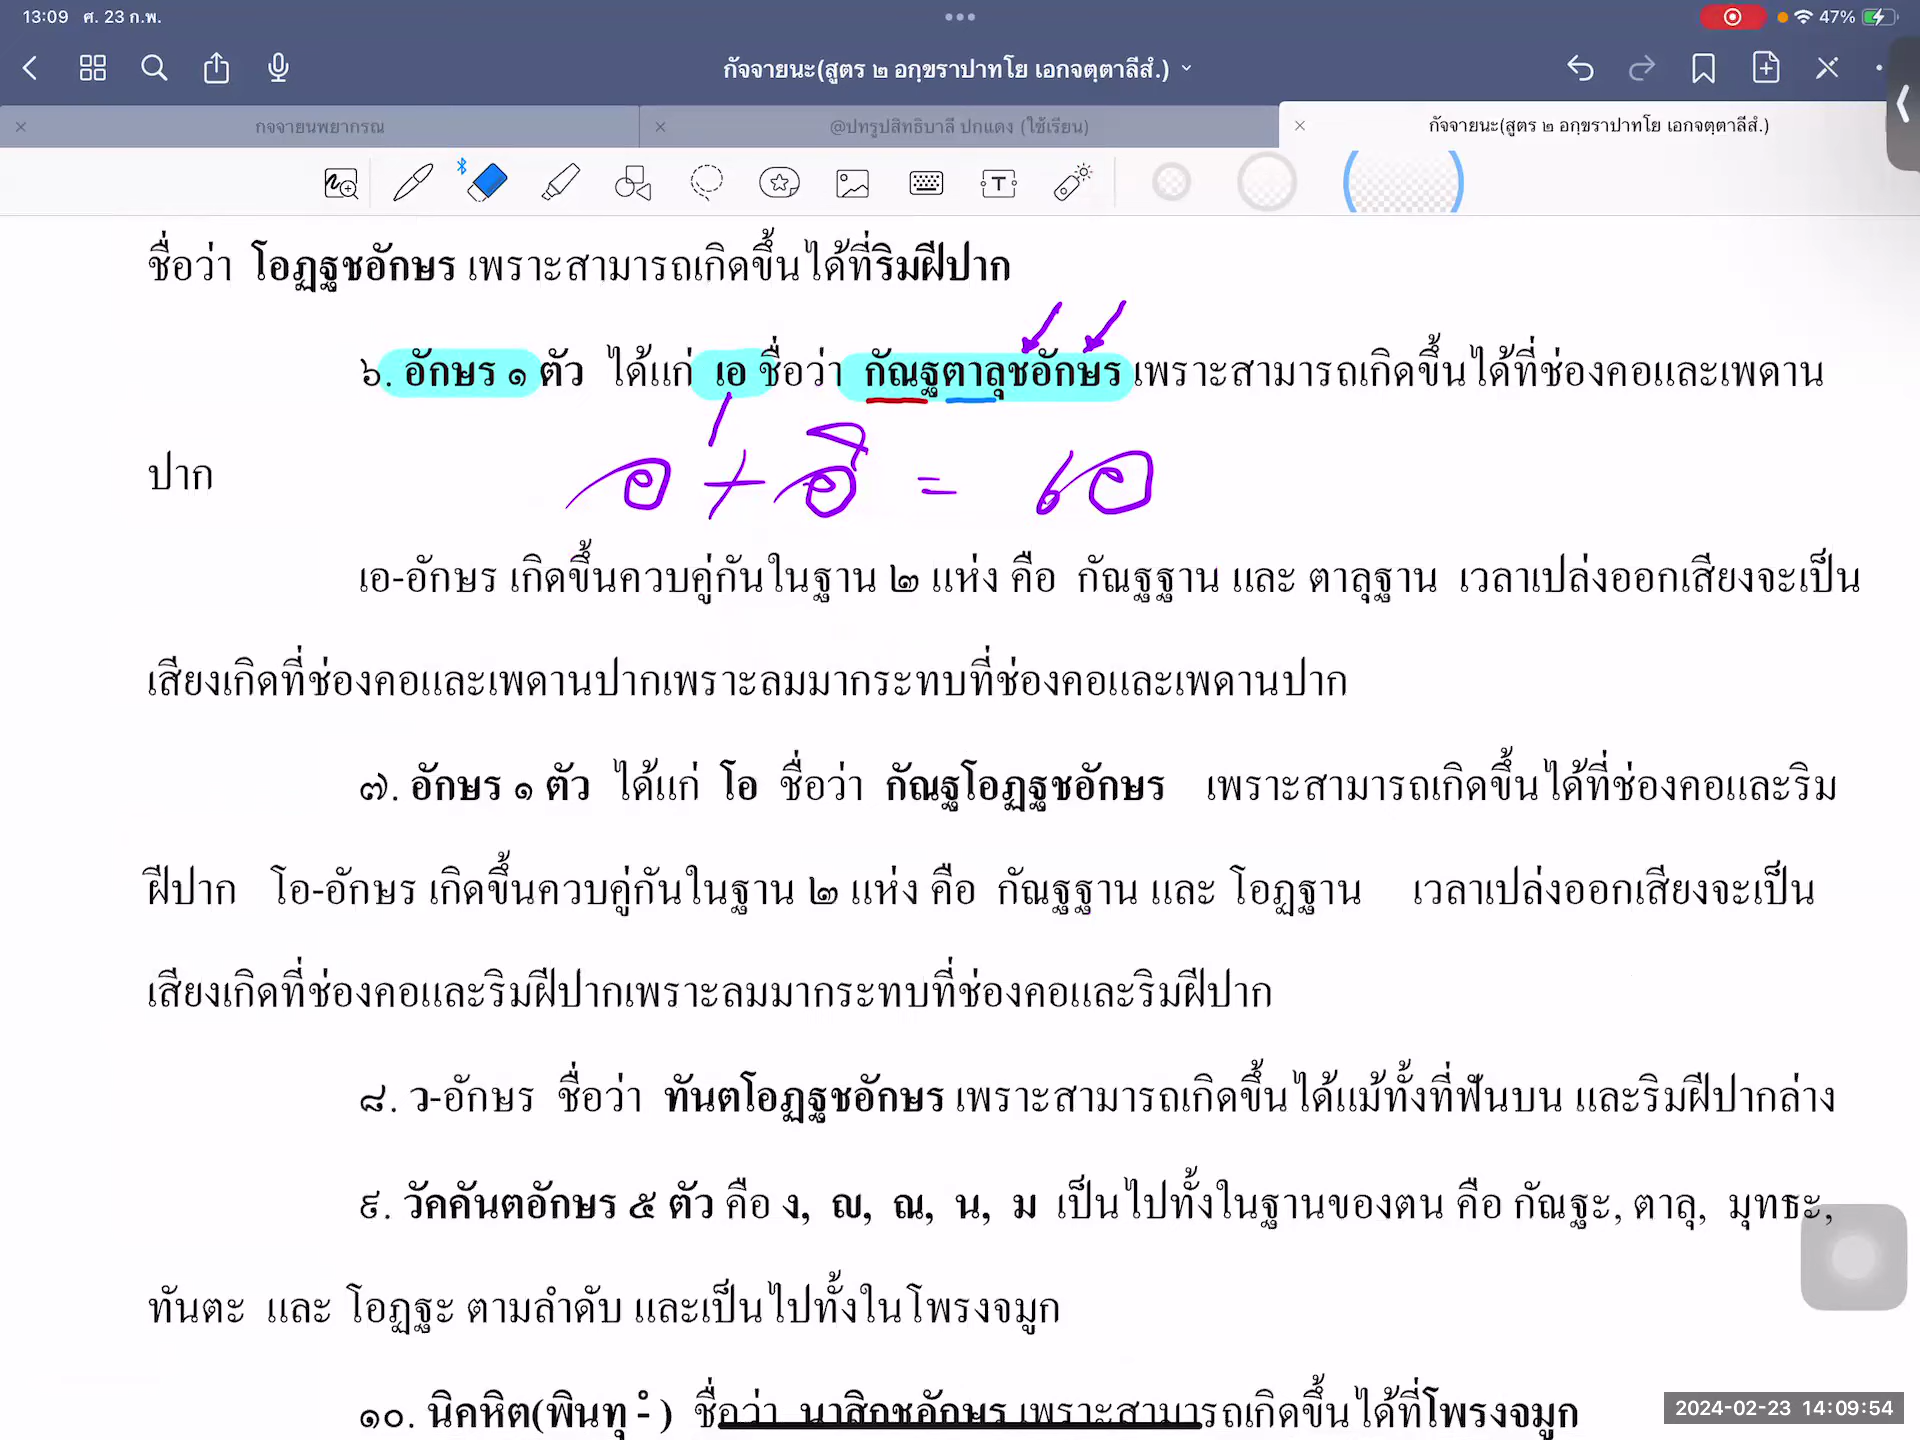 13:09 ศ. 23 ก.พ.
47%
กัจจายนะ(สูตร ๒ อกฺขราปาทโย เอกจตฺตาลีสํ.)
กจจายนพยากรณ
@ปทรูปสิทธิบาลี ปกแดง (ใช้เรียน)
กัจจายนะ(สูตร ๒ อกฺขราปาทโย เอกจตฺตาลีสํ.)
ชื่อว่า โอฏฐชอักษร เพราะสามารถเกิดขึ้นได้ที่ริมฝีปาก
๖. อักษร ๑ ตัว ได้แก่ เอ ชื่อว่า กัณฐตาลุชอักษร เพราะสามารถเกิดขึ้นได้ที่ช่องคอและเพดาน
ปาก
อ + อิ = เอ
เอ-อักษร เกิดขึ้นควบคู่กันในฐาน ๒ แห่ง คือ กัณฐฐาน และ ตาลุฐาน เวลาเปล่งออกเสียงจะเป็น
เสียงเกิดที่ช่องคอและเพดานปากเพราะลมมากระทบที่ช่องคอและเพดานปาก
๗. อักษร ๑ ตัว ได้แก่ โอ ชื่อว่า กัณฐโอฏฐชอักษร เพราะสามารถเกิดขึ้นได้ที่ช่องคอและริม
ฝีปาก โอ-อักษร เกิดขึ้นควบคู่กันในฐาน ๒ แห่ง คือ กัณฐฐาน และ โอฏฐาน เวลาเปล่งออกเสียงจะเป็น
เสียงเกิดที่ช่องคอและริมฝีปากเพราะลมมากระทบที่ช่องคอและริมฝีปาก
๘. ว-อักษร ชื่อว่า ทันตโอฏฐชอักษร เพราะสามารถเกิดขึ้นได้แม้ทั้งที่ฟันบน และริมฝีปากล่าง
๙. วัคคันตอักษร ๕ ตัว คือ ง, ญ, ณ, น, ม เป็นไปทั้งในฐานของตน คือ กัณฐะ, ตาลุ, มุทธะ,
ทันตะ และ โอฏฐะ ตามลำดับ และเป็นไปทั้งในโพรงจมูก
๑๐. นิคหิต(พินทุ -ํ ) ชื่อว่า นาสิกชอักษร เพราะสามารถเกิดขึ้นได้ที่โพรงจมูก
2024-02-23 14:09:54